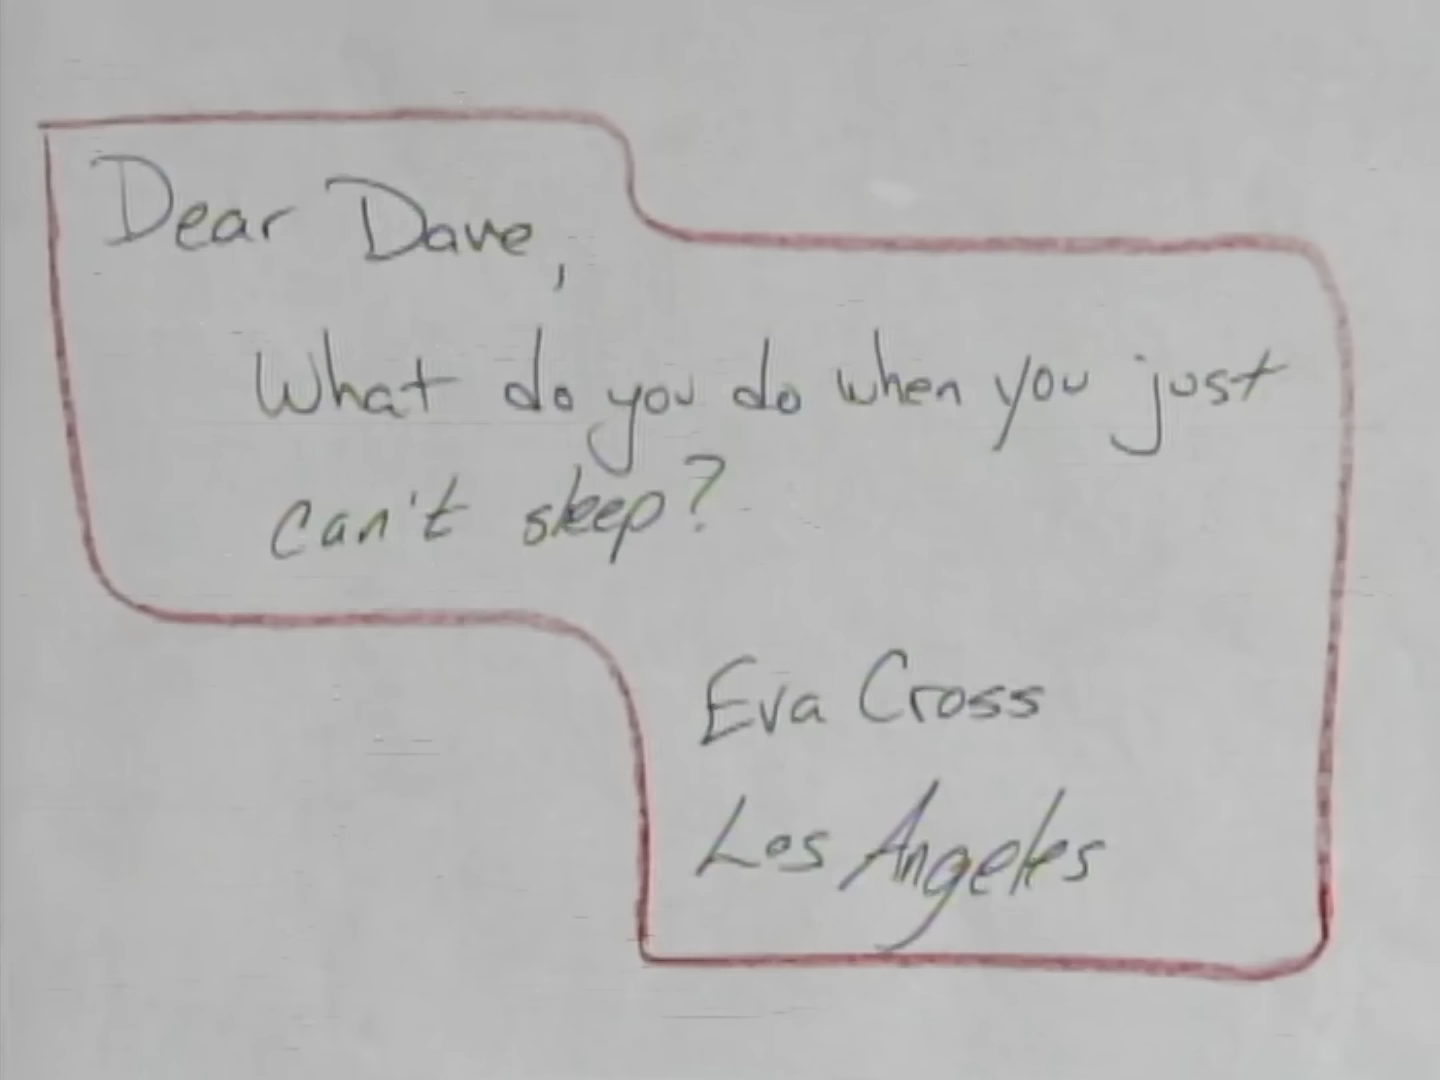 Dear Dave,
What do you do when you just
can't sleep?
Eva Cross
Los Angeles